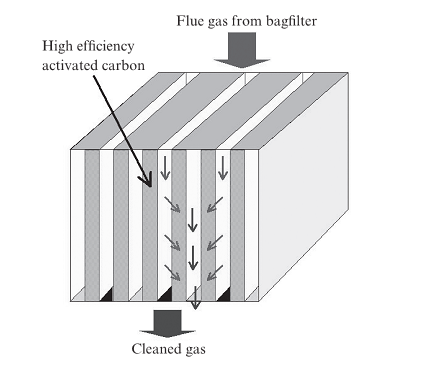 Flue gas from bagfilter
High efficiency
activated carbon
Cleaned gas